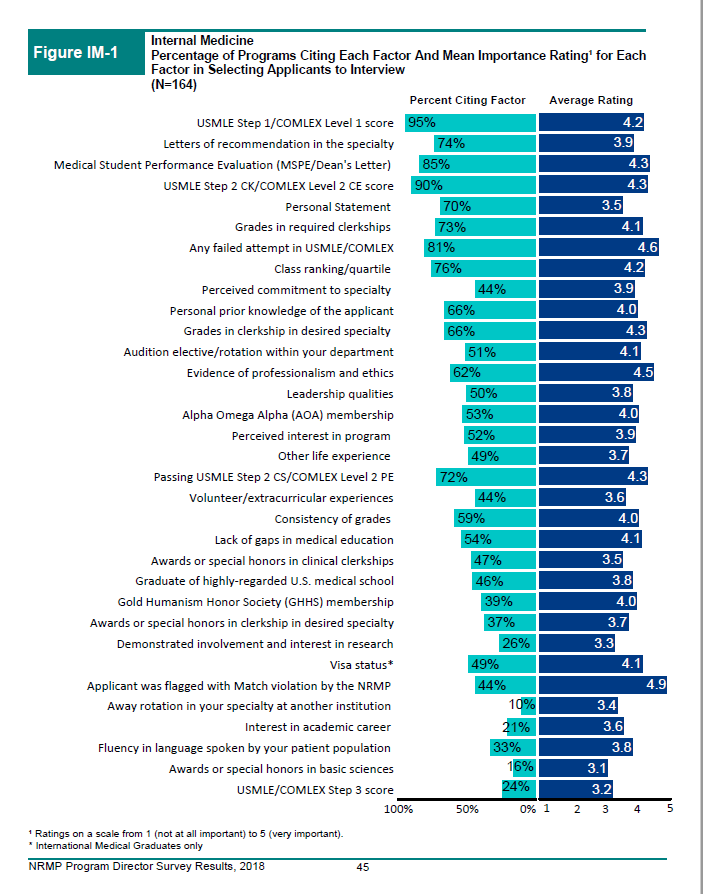 Figure IM-1
Internal Medicine
Percentage of Programs Citing Each Factor And Mean Importance Rating¹ for Each
Factor in Selecting Applicants to Interview
(N=164)
Percent Citing Factor Average Rating
USMLE Step 1/COMLEX Level 1 score 95% 4.2
Letters of recommendation in the specialty 74% 3.9
Medical Student Performance Evaluation (MSPE/Dean's Letter) 85% 4.3
USMLE Step 2 CK/COMLEX Level 2 CE score 90% 4.3
Personal Statement 70% 3.5
Grades in required clerkships 73% 4.1
Any failed attempt in USMLE/COMLEX 81% 4.6
Class ranking/quartile 76% 4.2
Perceived commitment to specialty 44% 3.9
Personal prior knowledge of the applicant 66% 4.0
Grades in clerkship in desired specialty 66% 4.3
Audition elective/rotation within your department 51% 4.1
Evidence of professionalism and ethics 62% 4.5
Leadership qualities 50% 3.8
Alpha Omega Alpha (AOA) membership 53% 4.0
Perceived interest in program 52% 3.9
Other life experience 49% 3.7
Passing USMLE Step 2 CS/COMLEX Level 2 PE 72% 4.3
Volunteer/extracurricular experiences 44% 3.6
Consistency of grades 59% 4.0
Lack of gaps in medical education 54% 4.1
Awards or special honors in clinical clerkships 47% 3.5
Graduate of highly-regarded U.S. medical school 46% 3.8
Gold Humanism Honor Society (GHHS) membership 39% 4.0
Awards or special honors in clerkship in desired specialty 37% 3.7
Demonstrated involvement and interest in research 26% 3.3
Visa status* 49% 4.1
Applicant was flagged with Match violation by the NRMP 44% 4.9
Away rotation in your specialty at another institution 10% 3.4
Interest in academic career 21% 3.6
Fluency in language spoken by your patient population 33% 3.8
Awards or special honors in basic sciences 16% 3.1
USMLE/COMLEX Step 3 score 24% 3.2
100% 50% 0% 1 2 3 4 5
¹ Ratings on a scale from 1 (not at all important) to 5 (very important).
* International Medical Graduates only
NRMP Program Director Survey Results, 2018 45